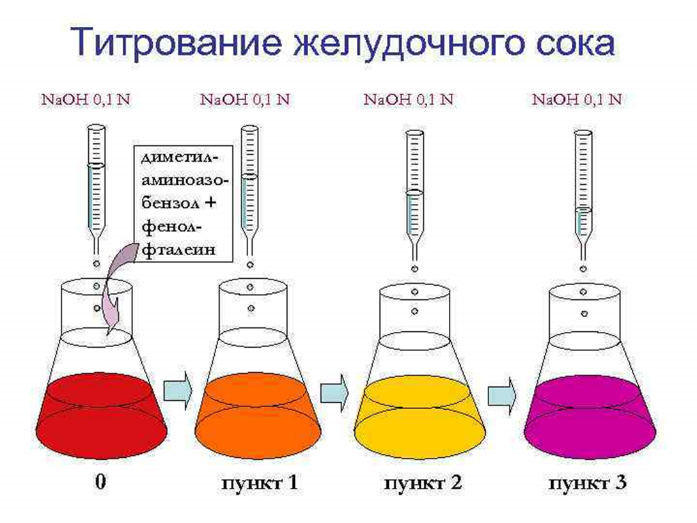 Титрование желудочного сока
NaOH 0,1 N
NaOH 0,1 N
NaOH 0,1 N
NaOH 0,1 N
диметил-
аминоазо-
бензол +
фенол-
фталеин
0
пункт 1
пункт 2
пункт 3